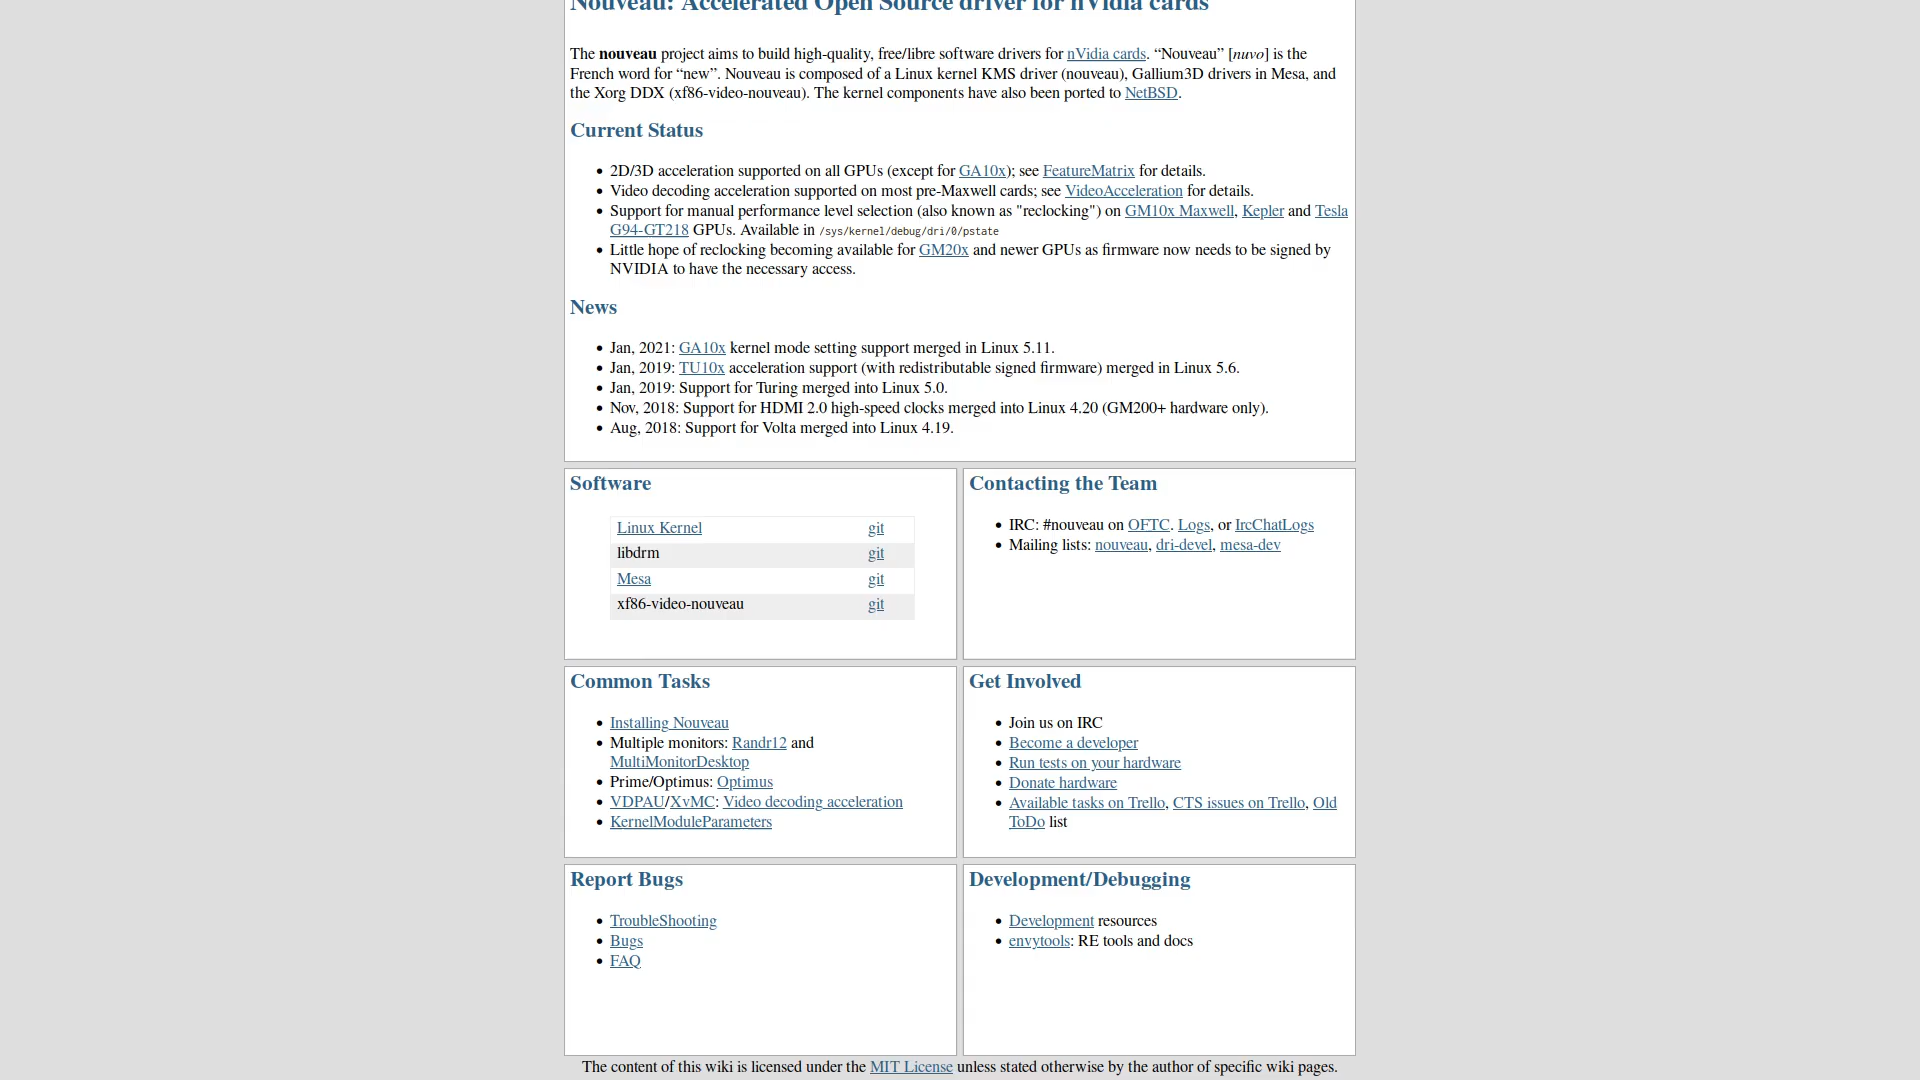 Nouveau: Accelerated Open Source driver for nVidia cards
The nouveau project aims to build high-quality, free/libre software drivers for nVidia cards. “Nouveau” [nuvo] is the
French word for “new”. Nouveau is composed of a Linux kernel KMS driver (nouveau), Gallium3D drivers in Mesa, and
the Xorg DDX (xf86-video-nouveau). The kernel components have also been ported to NetBSD.
Current Status
• 2D/3D acceleration supported on all GPUs (except for GA10x); see FeatureMatrix for details.
• Video decoding acceleration supported on most pre-Maxwell cards; see VideoAcceleration for details.
• Support for manual performance level selection (also known as "reclocking") on GM10x Maxwell, Kepler and Tesla
G94-GT218 GPUs. Available in /sys/kernel/debug/dri/0/pstate
• Little hope of reclocking becoming available for GM20x and newer GPUs as firmware now needs to be signed by
NVIDIA to have the necessary access.
News
• Jan, 2021: GA10x kernel mode setting support merged in Linux 5.11.
• Jan, 2019: TU10x acceleration support (with redistributable signed firmware) merged in Linux 5.6.
• Jan, 2019: Support for Turing merged into Linux 5.0.
• Nov, 2018: Support for HDMI 2.0 high-speed clocks merged into Linux 4.20 (GM200+ hardware only).
• Aug, 2018: Support for Volta merged into Linux 4.19.
Software
Linux Kernel git
libdrm git
Mesa git
xf86-video-nouveau git
Contacting the Team
• IRC: #nouveau on OFTC. Logs, or IrcChatLogs
• Mailing lists: nouveau, dri-devel, mesa-dev
Common Tasks
• Installing Nouveau
• Multiple monitors: Randr12 and
MultiMonitorDesktop
• Prime/Optimus: Optimus
• VDPAU/XvMC: Video decoding acceleration
• KernelModuleParameters
Get Involved
• Join us on IRC
• Become a developer
• Run tests on your hardware
• Donate hardware
• Available tasks on Trello, CTS issues on Trello, Old
ToDo list
Report Bugs
• TroubleShooting
• Bugs
• FAQ
Development/Debugging
• Development resources
• envytools: RE tools and docs
The content of this wiki is licensed under the MIT License unless stated otherwise by the author of specific wiki pages.